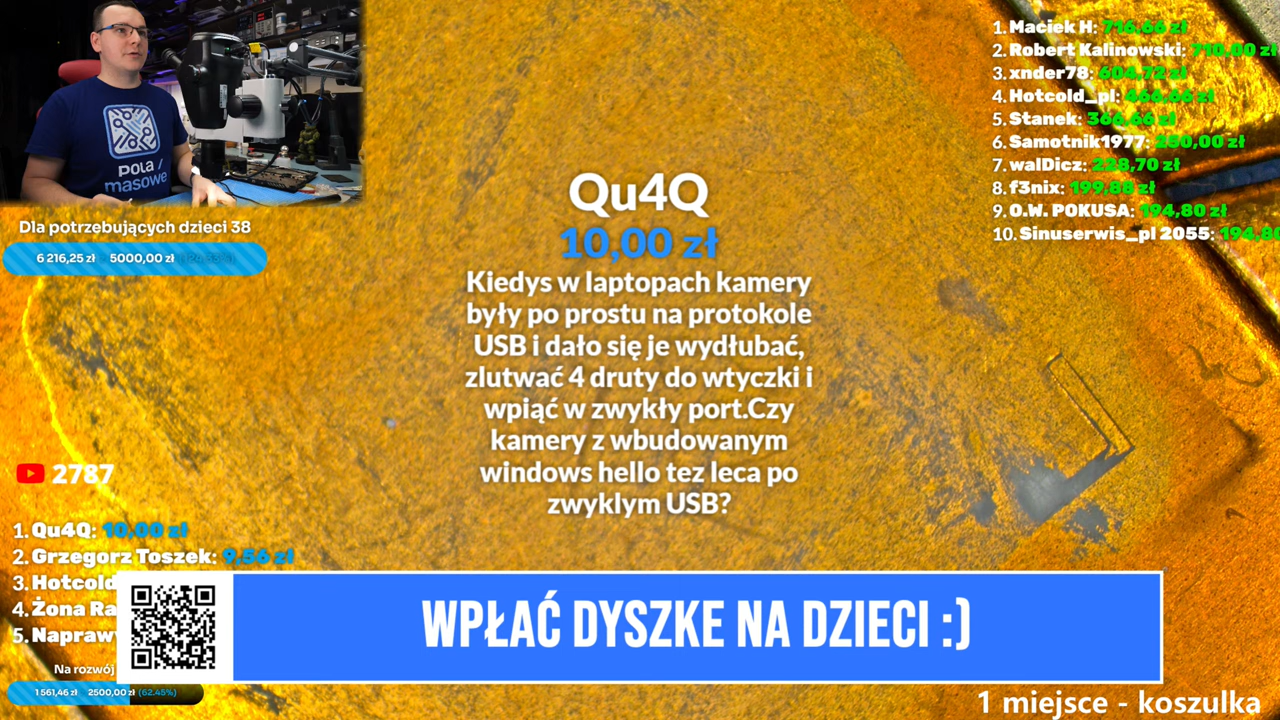 1. Maciek H: 716,66 zł
2. Robert Kalinowski: 710,00 zł
3. xnder78: 604,72 zł
4. Hotcold_pl: 466,66 zł
5. Stanek: 366,66 zł
6. Samotnik1977: 250,00 zł
7. walDicz: 228,70 zł
8. f3nix: 199,88 zł
9. O.W. POKUSA: 194,80 zł
10. Sinuserwis_pl 2055: 194,80
pola /
masowe
Dla potrzebujących dzieci 38
6 216,25 zł - 5000,00 zł
Qu4Q
10,00 zł
Kiedys w laptopach kamery
były po prostu na protokole
USB i dało się je wydłubać,
zlutwać 4 druty do wtyczki i
wpiąć w zwykły port.Czy
kamery z wbudowanym
windows hello tez leca po
zwyklym USB?
2787
1. Qu4Q: 10,00 zł
2. Grzegorz Toszek: 9,56 zł
3. Hotcold
4. Żona Ra
5. Napraw
WPŁAĆ DYSZKE NA DZIECI :)
Na rozwój
1 561,46 zł 2500,00 zł (62.45%)
1 miejsce - koszulka